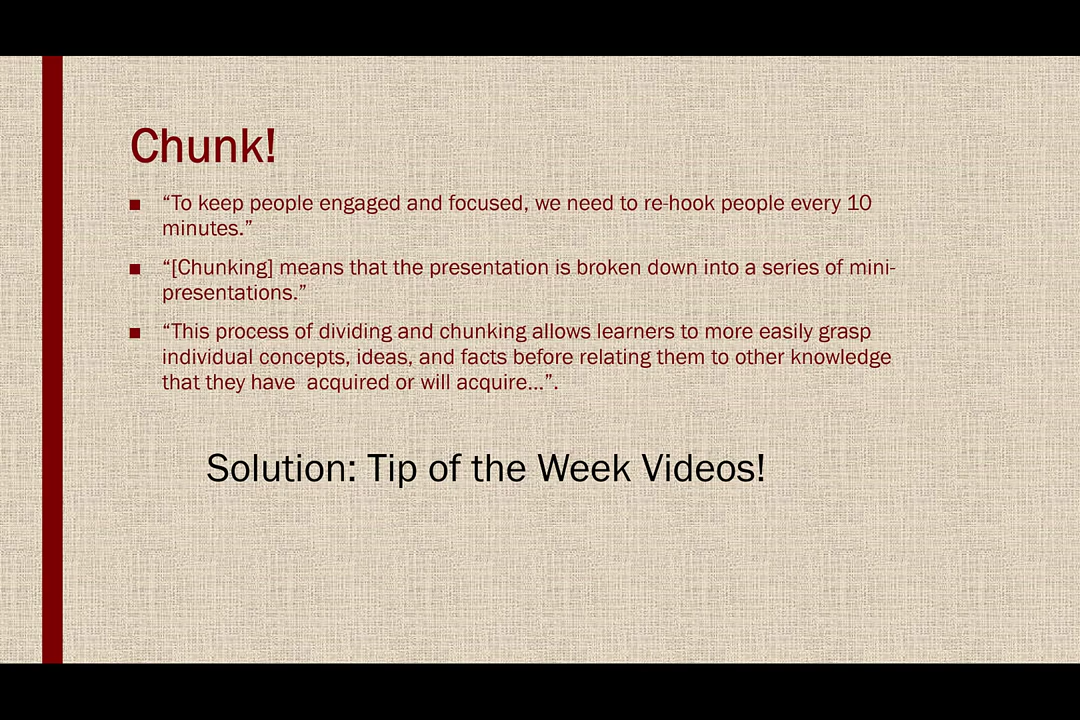 Chunk!
“To keep people engaged and focused, we need to re-hook people every 10
minutes.”
“[Chunking] means that the presentation is broken down into a series of mini-
presentations.”
“This process of dividing and chunking allows learners to more easily grasp
individual concepts, ideas, and facts before relating them to other knowledge
that they have  acquired or will acquire…”.
Solution: Tip of the Week Videos!